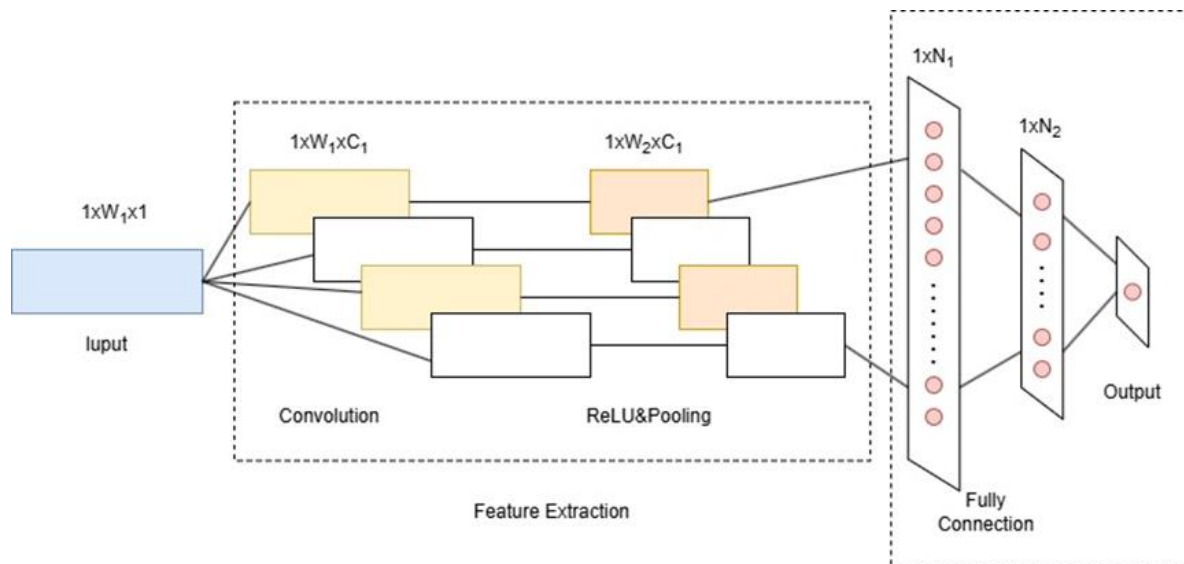 1xN₁
1xN₂
1xW₁xC₁
1xW₂xC₁
1xW₁x1
Iuput
Convolution
ReLU&Pooling
Output
Feature Extraction
Fully
Connection